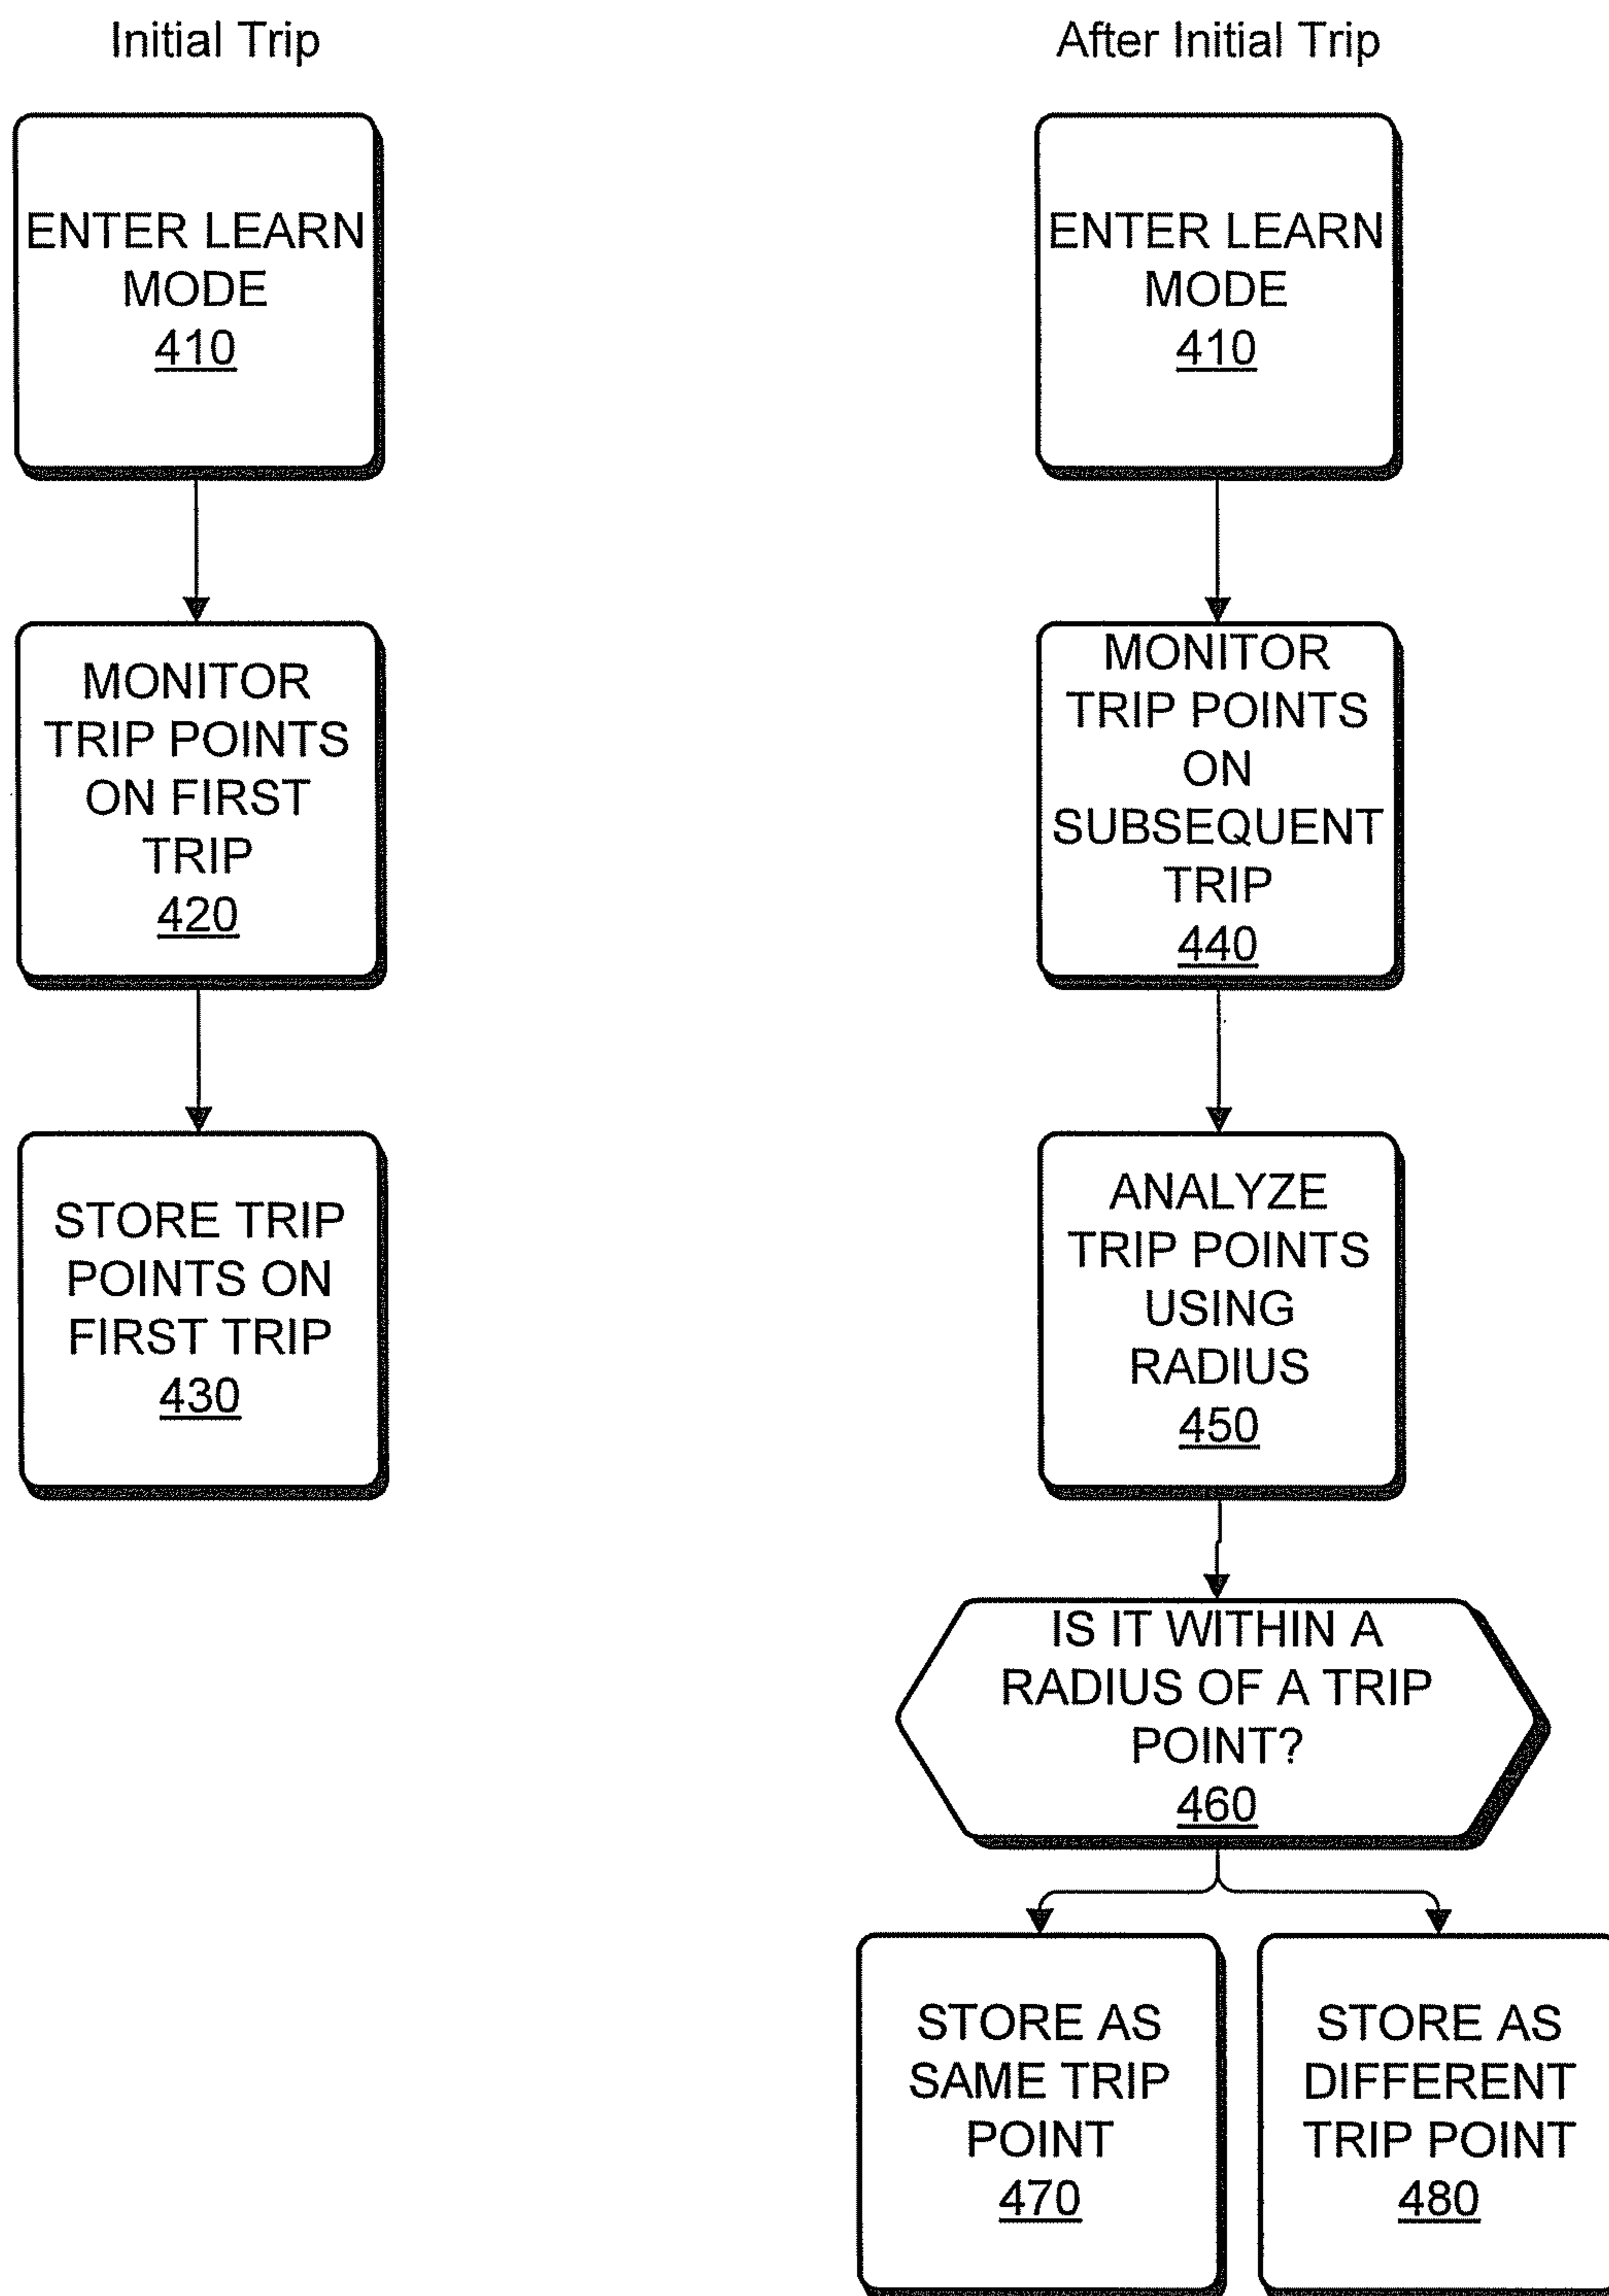 Initial Trip
ENTER LEARN
MODE
410
MONITOR
TRIP POINTS
ON FIRST
TRIP
420
STORE TRIP
POINTS ON
FIRST TRIP
430
After Initial Trip
ENTER LEARN
MODE
410
MONITOR
TRIP POINTS
ON
SUBSEQUENT
TRIP
440
ANALYZE
TRIP POINTS
USING
RADIUS
450
IS IT WITHIN A
RADIUS OF A TRIP
POINT?
460
STORE AS
SAME TRIP
POINT
470
STORE AS
DIFFERENT
TRIP POINT
480